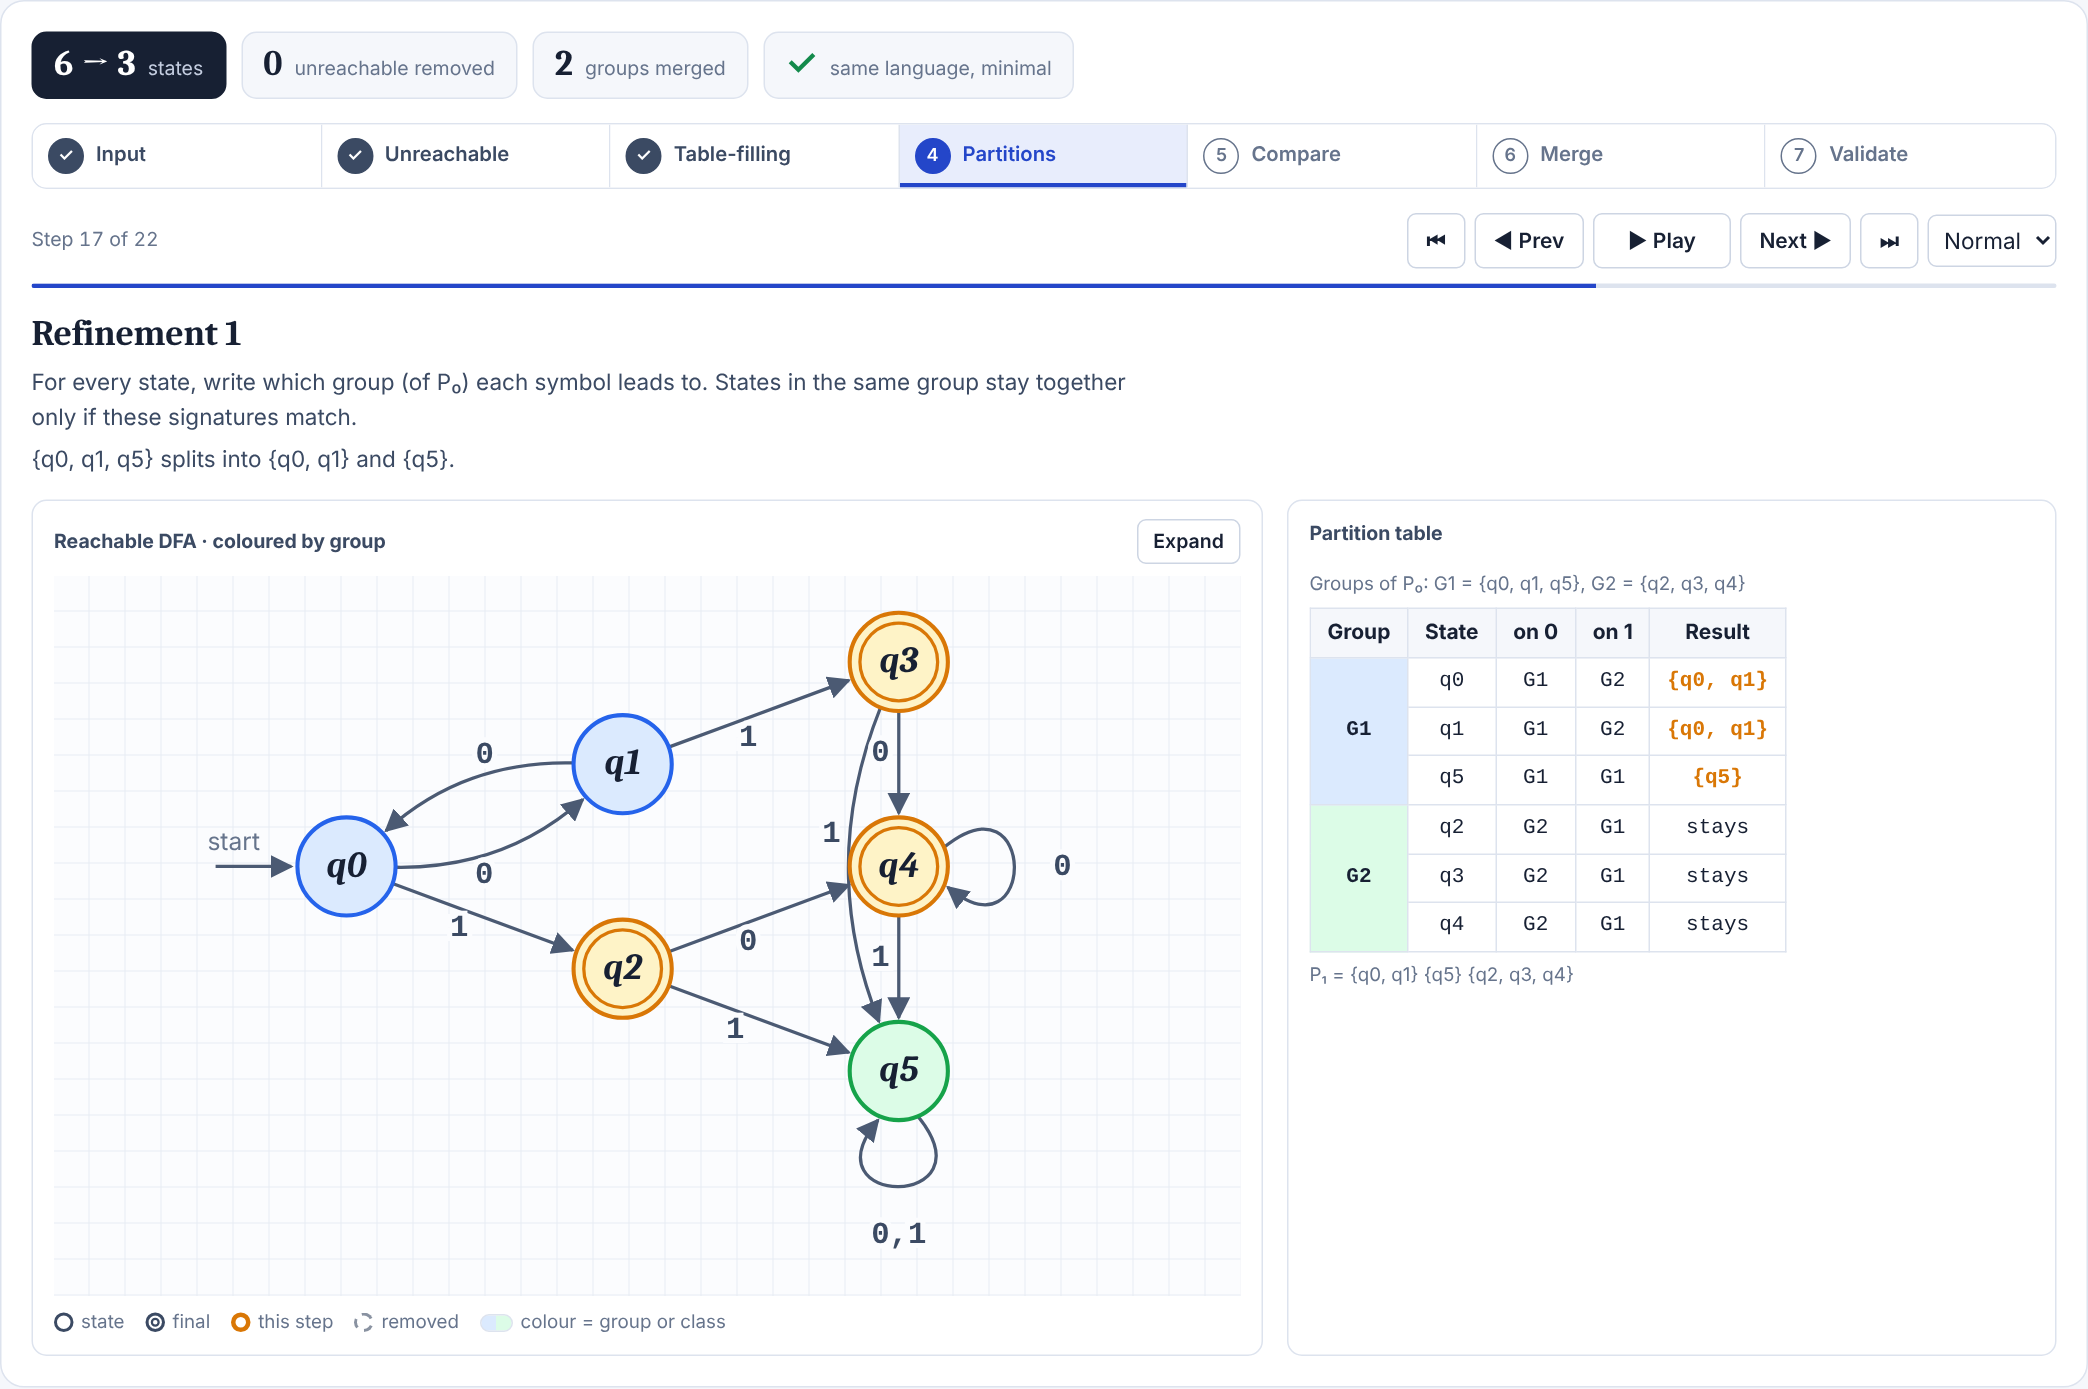 6 → 3 states
0 unreachable removed
2 groups merged
same language, minimal
Input
Unreachable
Table-filling
4 Partitions
5 Compare
6 Merge
7 Validate
Step 17 of 22
Prev
Play
Next
Normal
Refinement 1
For every state, write which group (of P₀) each symbol leads to. States in the same group stay together
only if these signatures match.
{q0, q1, q5} splits into {q0, q1} and {q5}.
Reachable DFA · coloured by group
Expand
q3
1
0
q1
0
1
start
q0
q4
0
0
1
0
1
q2
1
q5
0,1
state
final
this step
removed
colour = group or class
Partition table
Groups of P₀: G1 = {q0, q1, q5}, G2 = {q2, q3, q4}
Group State on 0 on 1 Result
q0 G1 G2 {q0, q1}
G1 q1 G1 G2 {q0, q1}
q5 G1 G1 {q5}
q2 G2 G1 stays
G2 q3 G2 G1 stays
q4 G2 G1 stays
P₁ = {q0, q1} {q5} {q2, q3, q4}